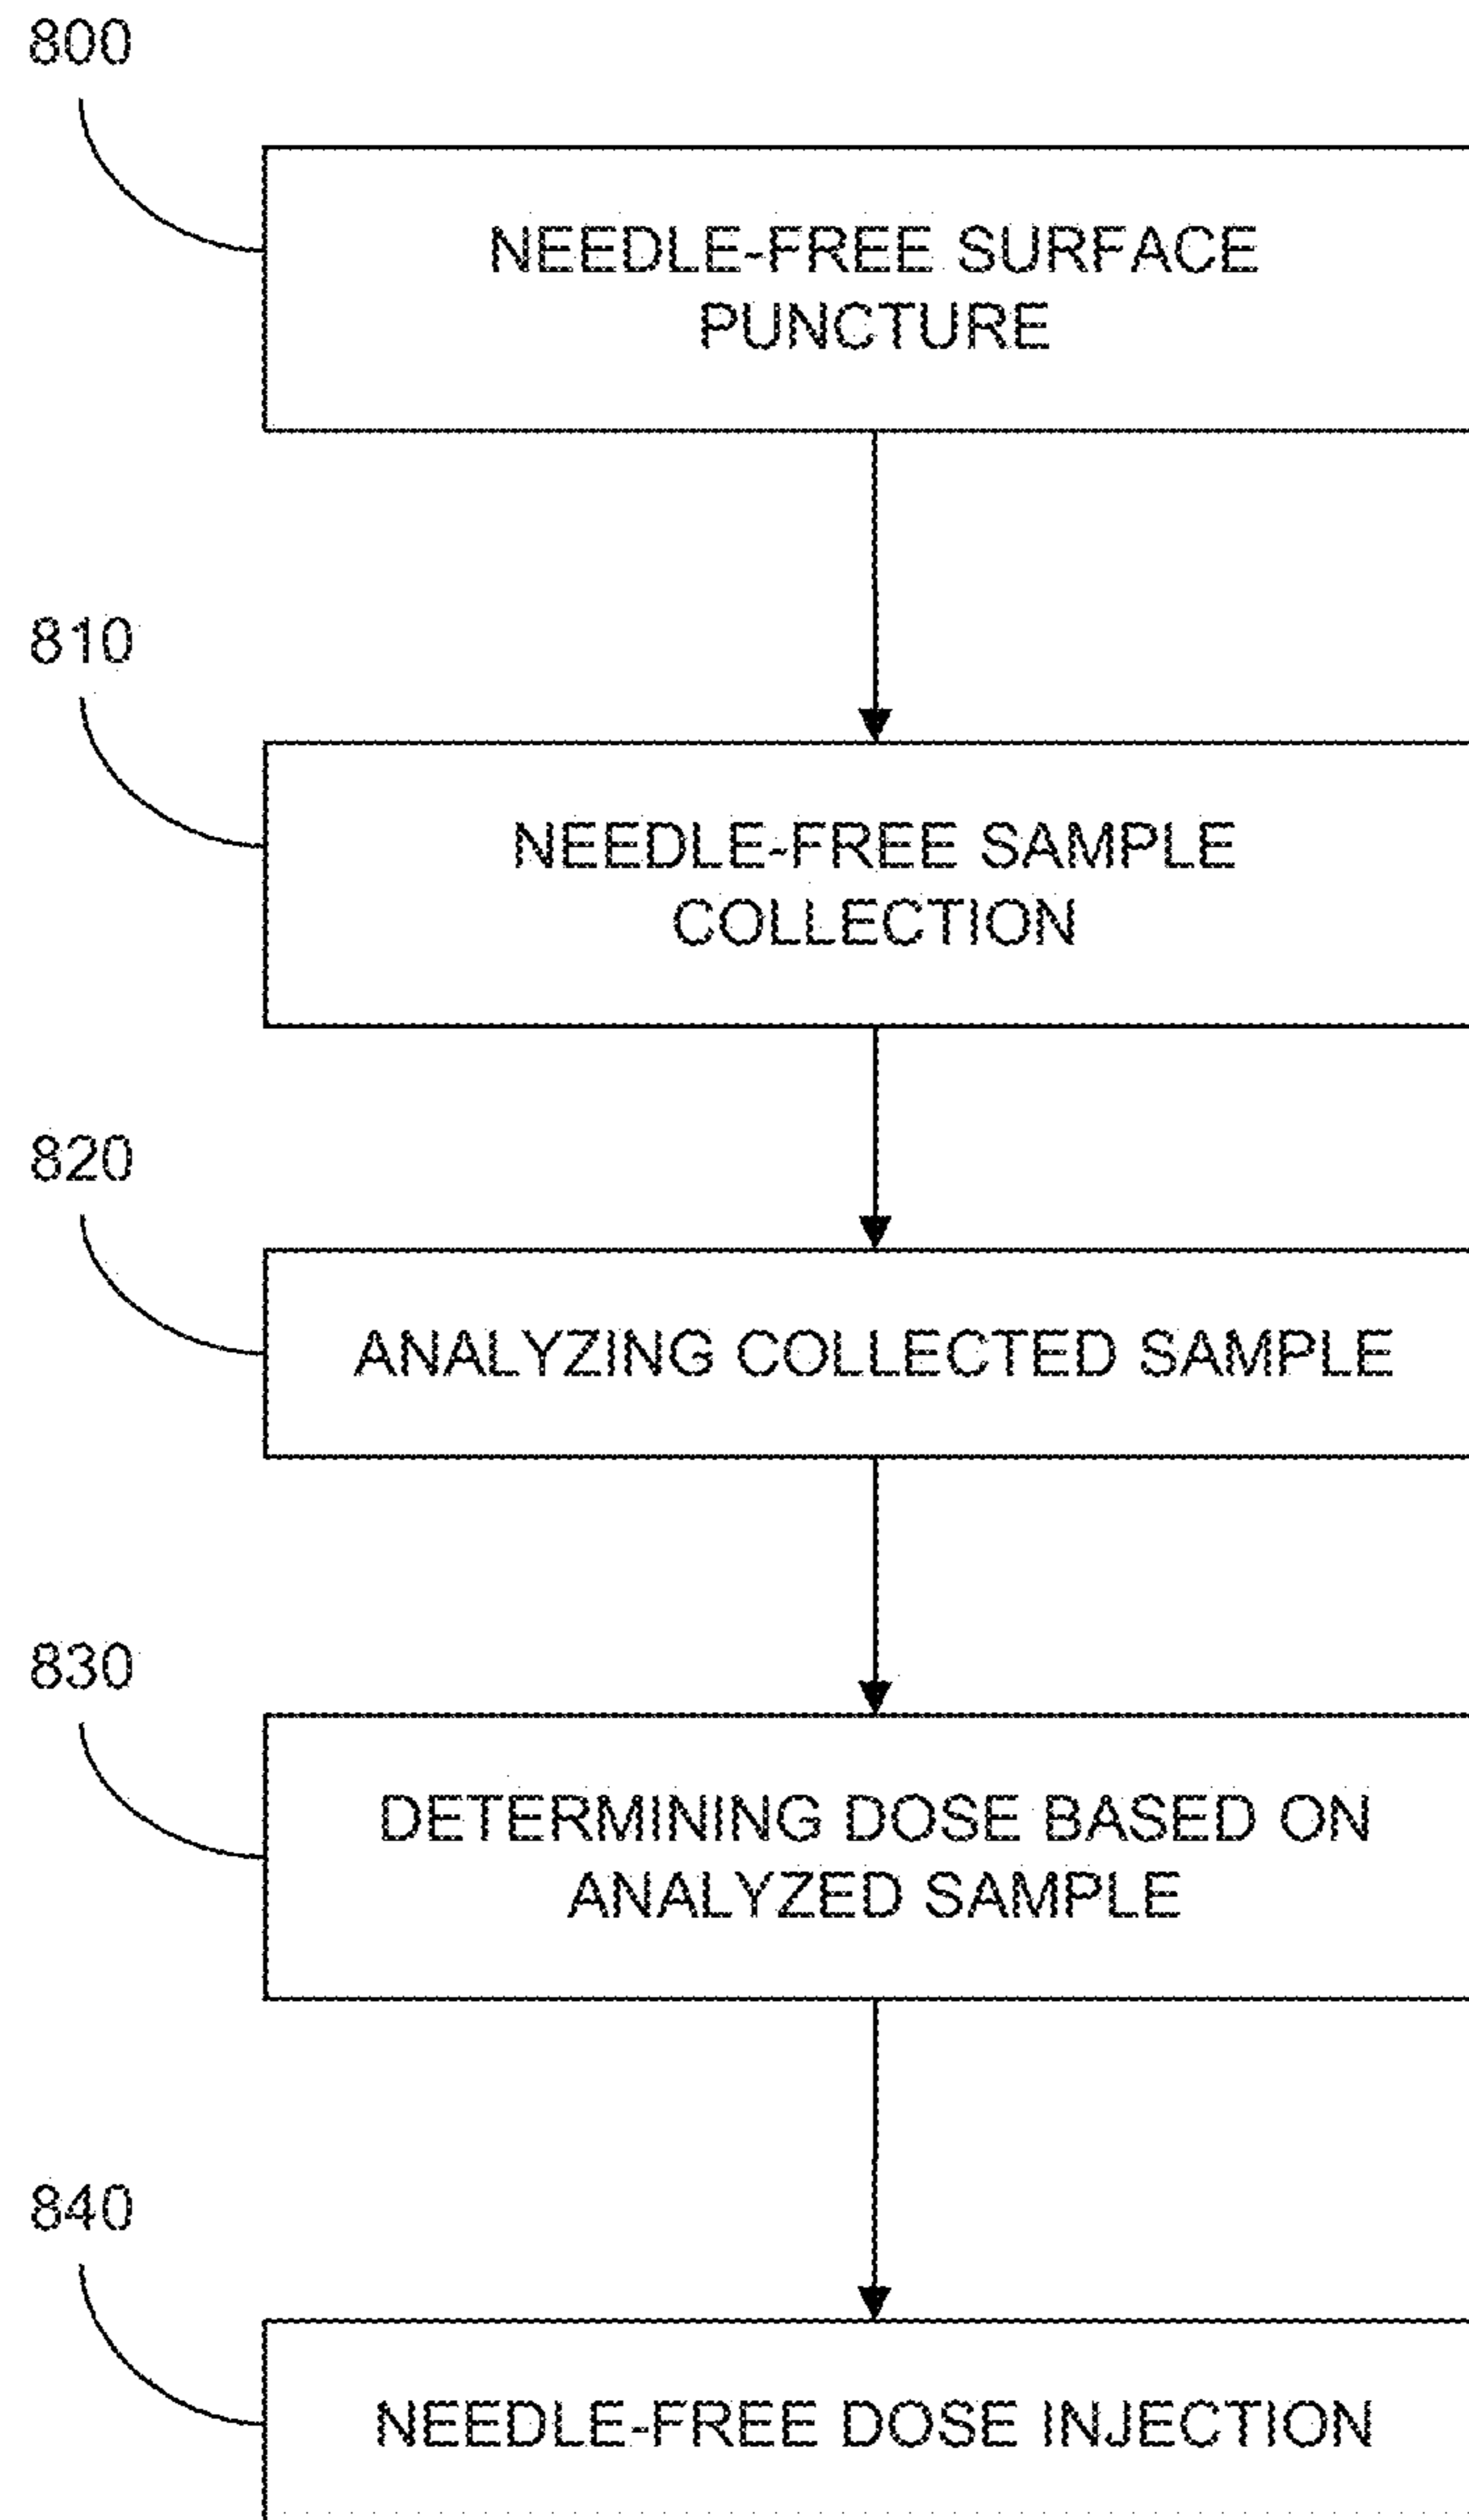 800
NEEDLE-FREE SURFACE
PUNCTURE
810
NEEDLE-FREE SAMPLE
COLLECTION
820
ANALYZING COLLECTED SAMPLE
830
DETERMINING DOSE BASED ON
ANALYZED SAMPLE
840
NEEDLE-FREE DOSE INJECTION